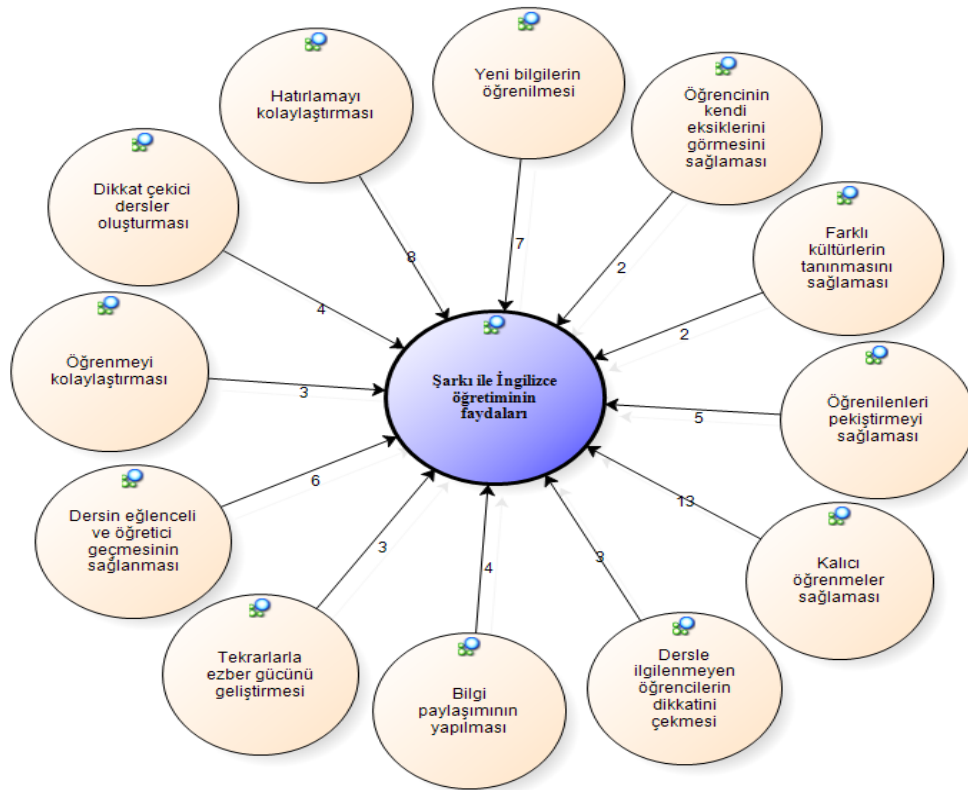 Hatırlamayı
kolaylaştırması
8
Yeni bilgilerin
öğrenilmesi
7
Öğrencinin
kendi
eksiklerini
görmesini
sağlaması
2
Farklı
kültürlerin
tanınmasını
sağlaması
2
Öğrenilenleri
pekiştirmeyi
sağlaması
5
Kalıcı
öğrenmeler
sağlaması
13
Dersle
ilgilenmeyen
öğrencilerin
dikkatini
çekmesi
3
Bilgi
paylaşımının
yapılması
4
Tekrarlarla
ezber gücünü
geliştirmesi
3
Dersin eğlenceli
ve öğretici
geçmesinin
sağlanması
6
Öğrenmeyi
kolaylaştırması
3
Dikkat çekici
dersler
oluşturması
4
Şarkı ile İngilizce
öğretiminin
faydaları